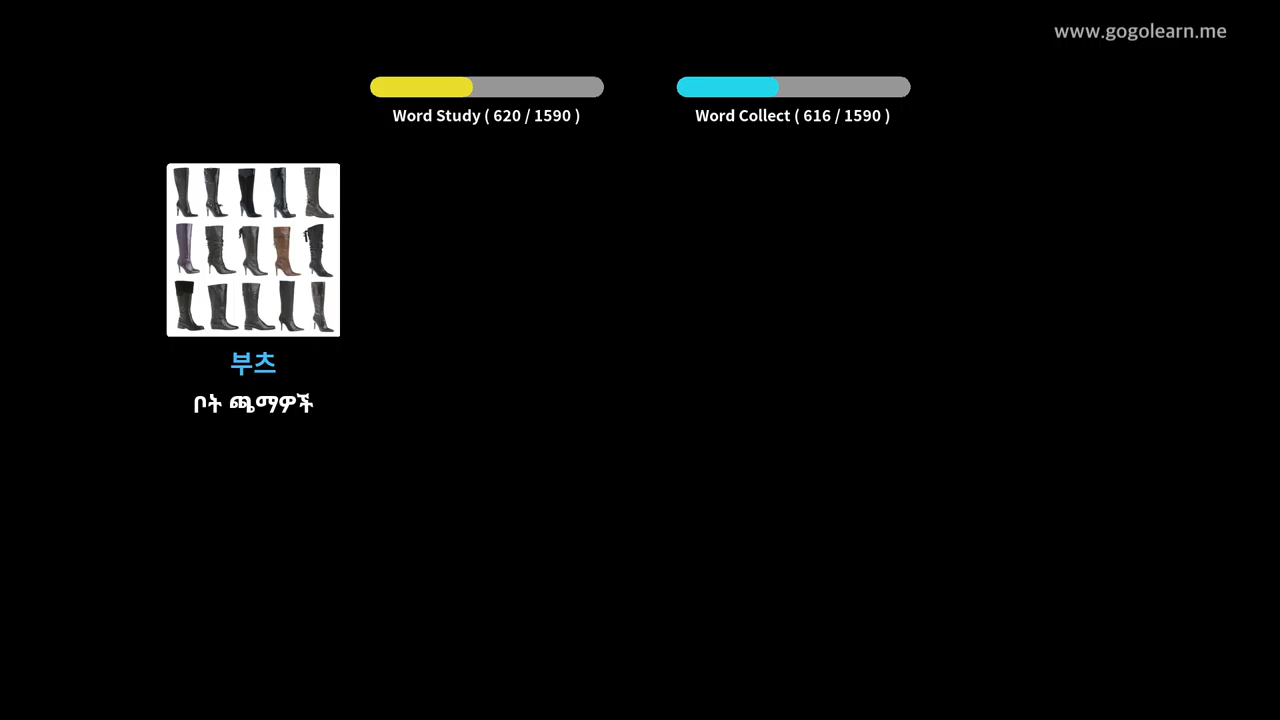 www.gogolearn.me
Word Study ( 620 / 1590 )
Word Collect ( 616 / 1590 )
부츠
ቦት ጫማዎች